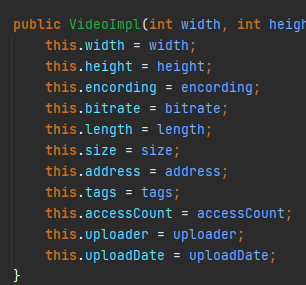 public VideoImpl(int width, int heigh
this.width = width;
this.height = height;
this.encording = encording;
this.bitrate = bitrate;
this.length = length;
this.size = size;
this.address = address;
this.tags = tags;
this.accessCount = accessCount;
this.uploader = uploader;
this.uploadDate = uploadDate;
}